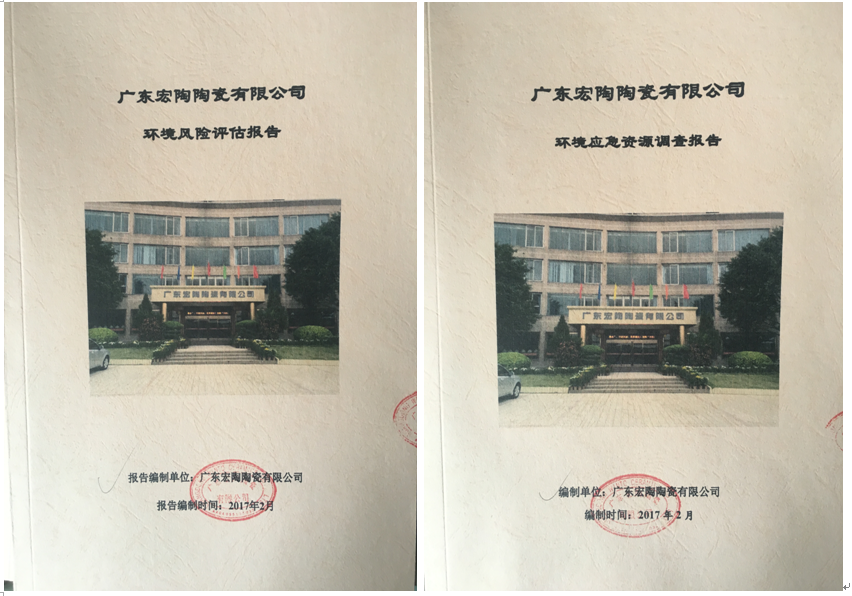 广东宏陶陶瓷有限公司
环境风险评估报告
广东宏陶陶瓷有限公司
报告编制单位：广东宏陶陶瓷有限公司
报告编制时间：2017年2月
广东宏陶陶瓷有限公司
环境应急资源调查报告
广东宏陶陶瓷有限公司
编制单位：广东宏陶陶瓷有限公司
编制时间：2017年2月